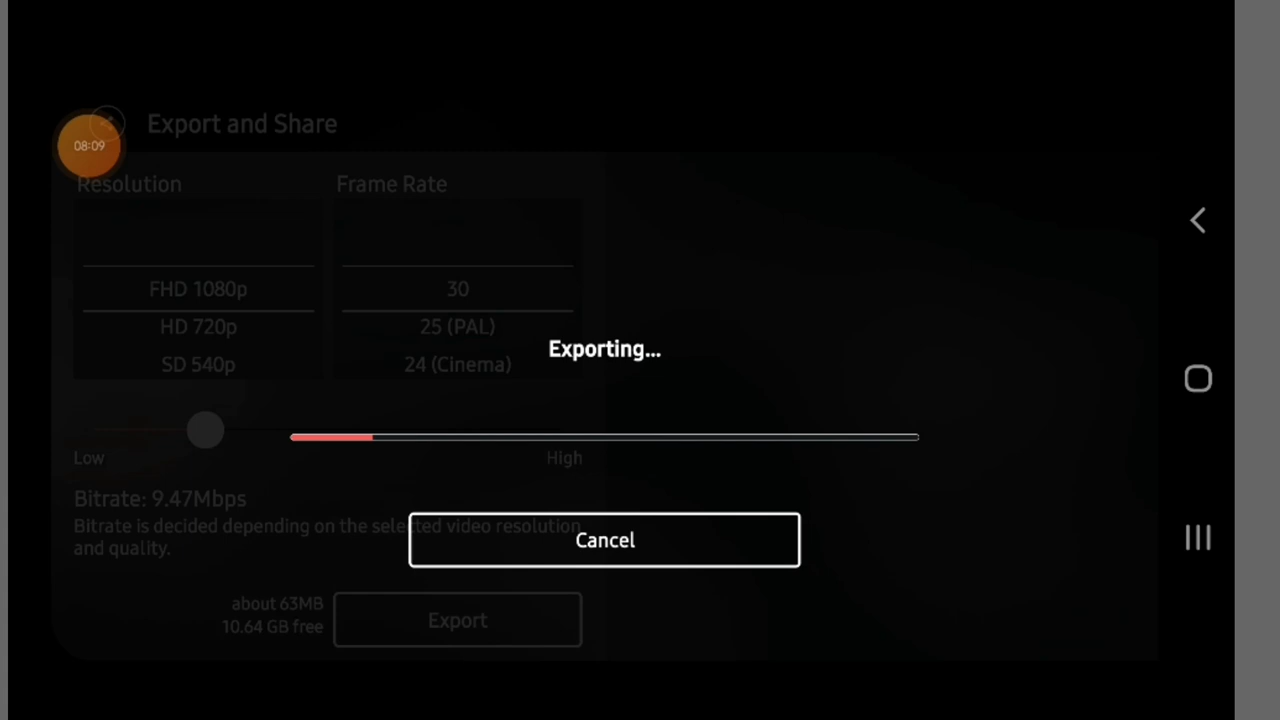 Export and Share
08:09
Resolution
Frame Rate
FHD 1080p
30
HD 720p
25 (PAL)
SD 540p
24 (Cinema)
Exporting...
Low
High
Bitrate: 9.47Mbps
Bitrate is decided depending on the selected video resolution
and quality.
Cancel
about 63MB
10.64 GB free
Export